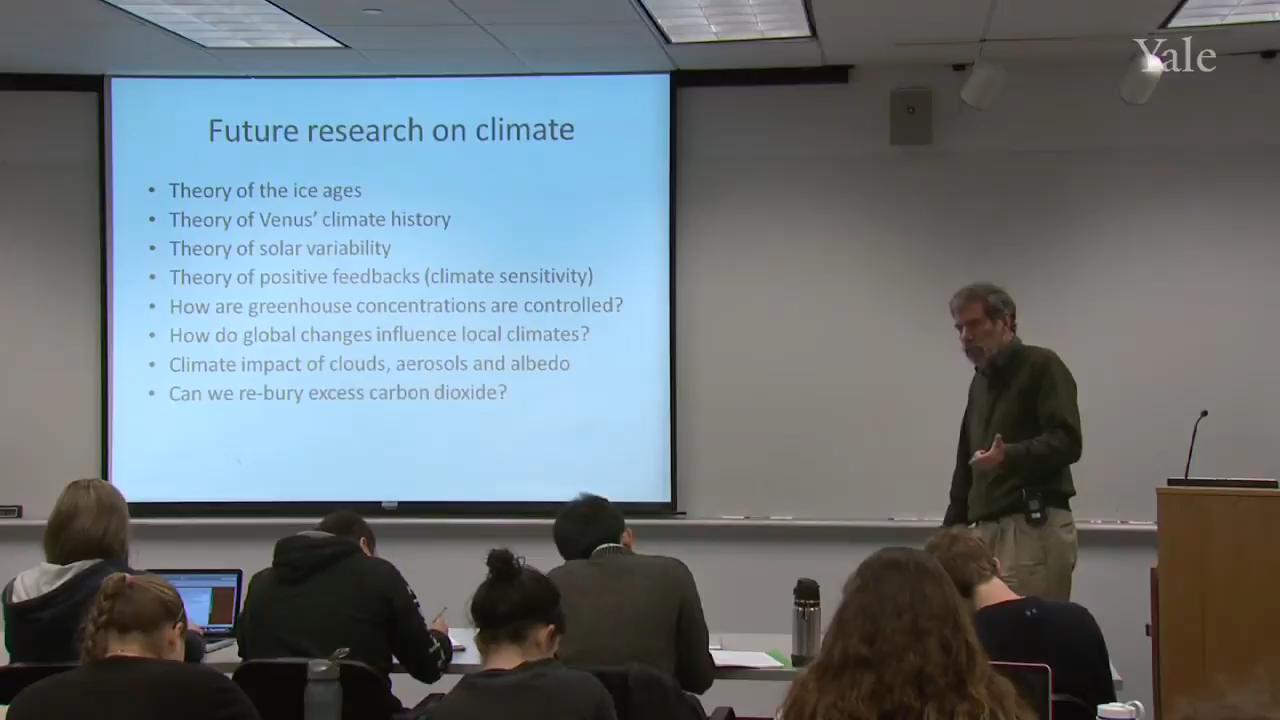 Yale
Future research on climate
• Theory of the ice ages
• Theory of Venus’ climate history
• Theory of solar variability
• Theory of positive feedbacks (climate sensitivity)
• How are greenhouse concentrations are controlled?
• How do global changes influence local climates?
• Climate impact of clouds, aerosols and albedo
• Can we re-bury excess carbon dioxide?